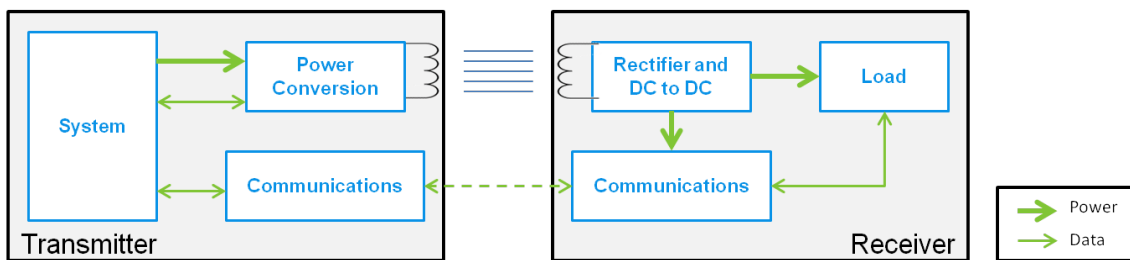 System
Power
Conversion
Communications
Transmitter
Rectifier and
DC to DC
Load
Communications
Receiver
Power
Data